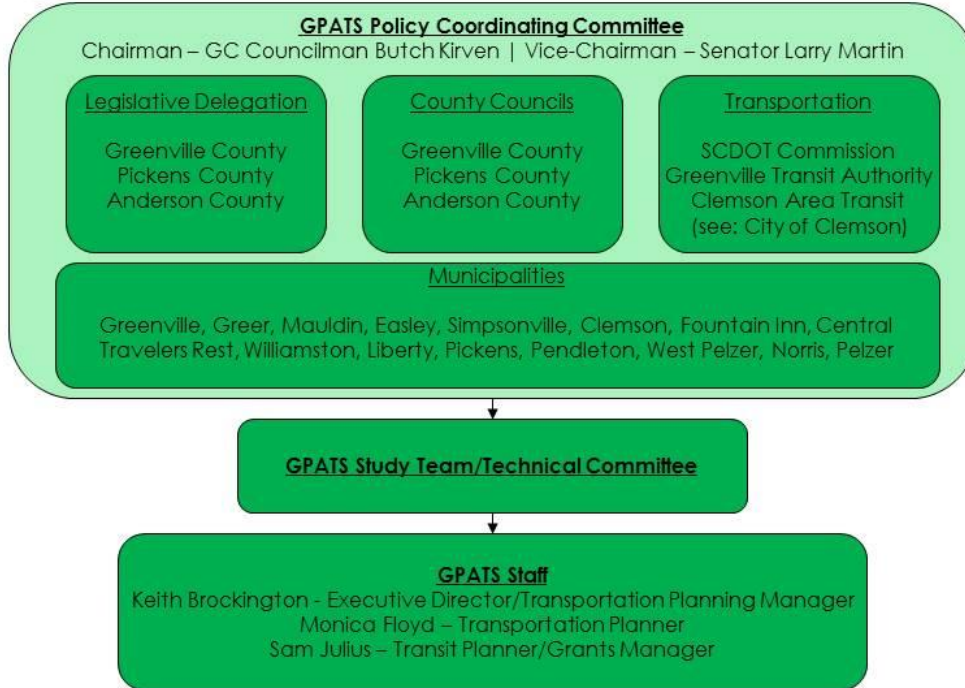 GPATS Policy Coordinating Committee
Chairman – GC Councilman Butch Kirven | Vice-Chairman – Senator Larry Martin
Legislative Delegation
Greenville County
Pickens County
Anderson County
County Councils
Greenville County
Pickens County
Anderson County
Transportation
SCDOT Commission
Greenville Transit Authority
Clemson Area Transit
(see: City of Clemson)
Municipalities
Greenville, Greer, Mauldin, Easley, Simpsonville, Clemson, Fountain Inn, Central
Travelers Rest, Williamston, Liberty, Pickens, Pendleton, West Pelzer, Norris, Pelzer
GPATS Study Team/Technical Committee
GPATS Staff
Keith Brockington - Executive Director/Transportation Planning Manager
Monica Floyd – Transportation Planner
Sam Julius – Transit Planner/Grants Manager